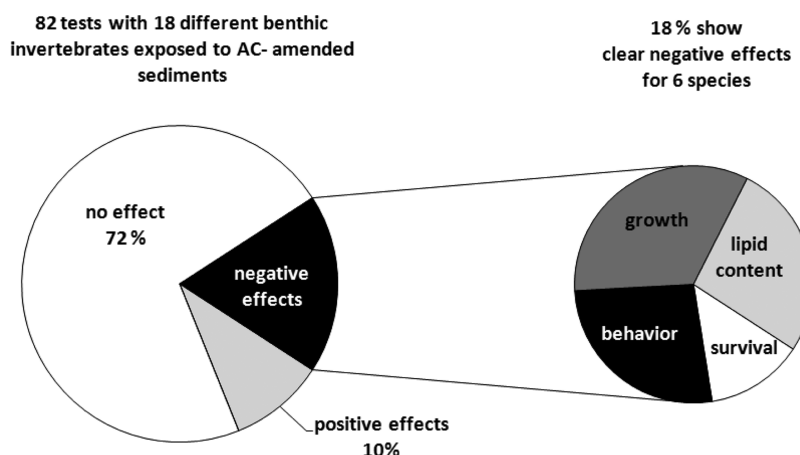 82 tests with 18 different benthic
invertebrates exposed to AC- amended
sediments
18 % show
clear negative effects
for 6 species
no effect
72 %
negative
effects
positive effects
10%
growth
lipid
content
behavior
survival